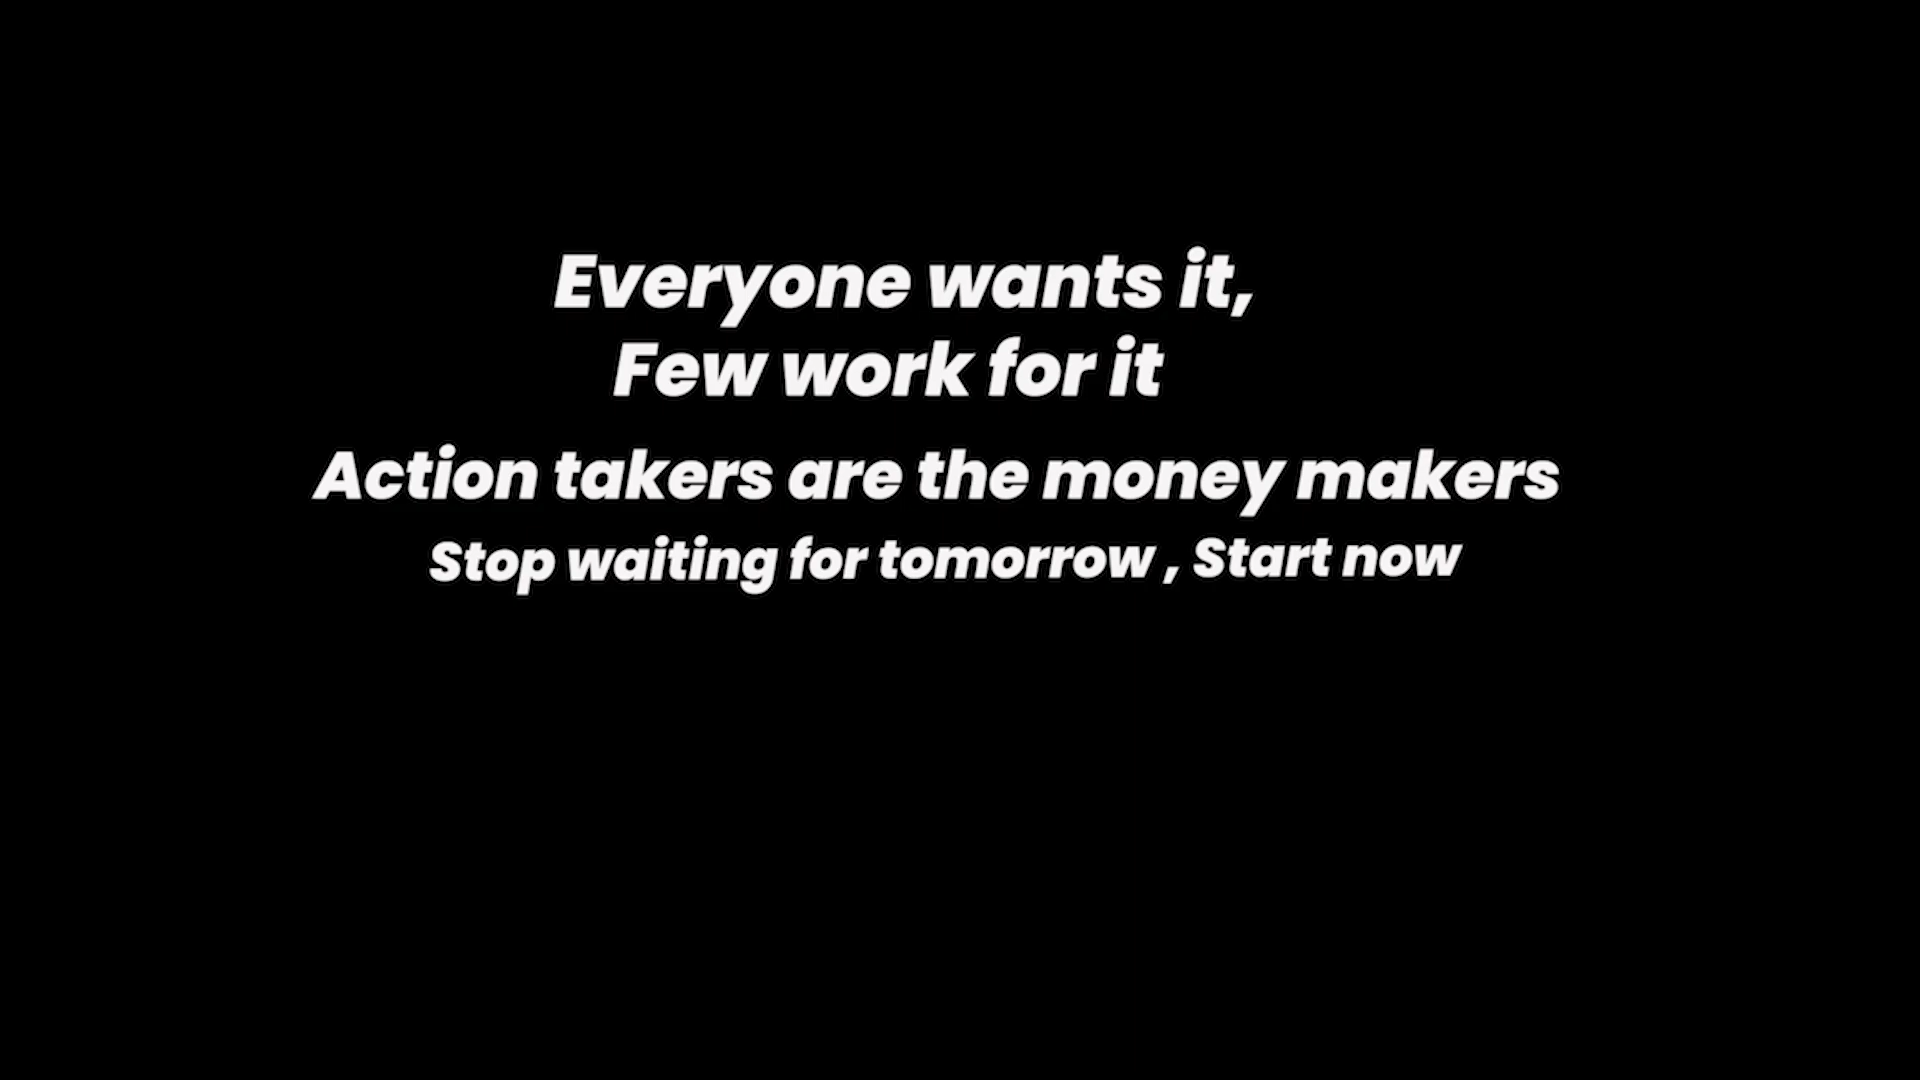 Everyone wants it,
Few work for it
Action takers are the money makers
Stop waiting for tomorrow , Start now